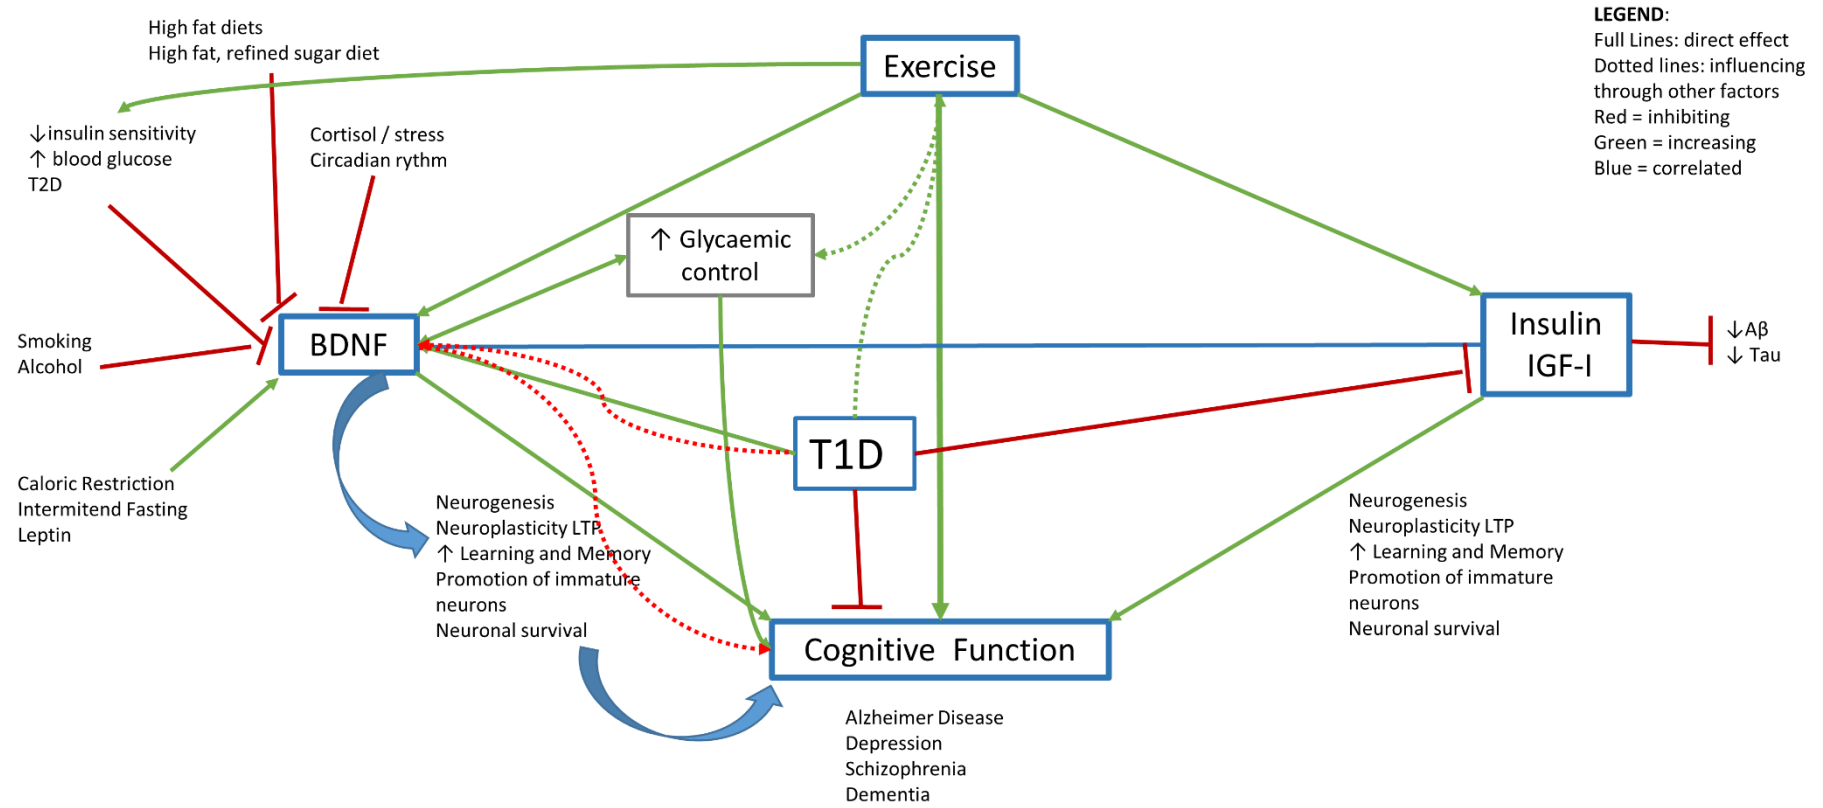 High fat diets
High fat, refined sugar diet
Exercise
LEGEND:
Full Lines: direct effect
Dotted lines: influencing
through other factors
Red = inhibiting
Green = increasing
Blue = correlated
↓insulin sensitivity
↑ blood glucose
T2D
Cortisol / stress
Circadian rythm
↑ Glycaemic
control
Smoking
Alcohol
BDNF
Insulin
IGF-I
↓Aβ
↓ Tau
T1D
Caloric Restriction
Intermitend Fasting
Leptin
Neurogenesis
Neuroplasticity LTP
↑ Learning and Memory
Promotion of immature
neurons
Neuronal survival
Neurogenesis
Neuroplasticity LTP
↑ Learning and Memory
Promotion of immature
neurons
Neuronal survival
Cognitive Function
Alzheimer Disease
Depression
Schizophrenia
Dementia